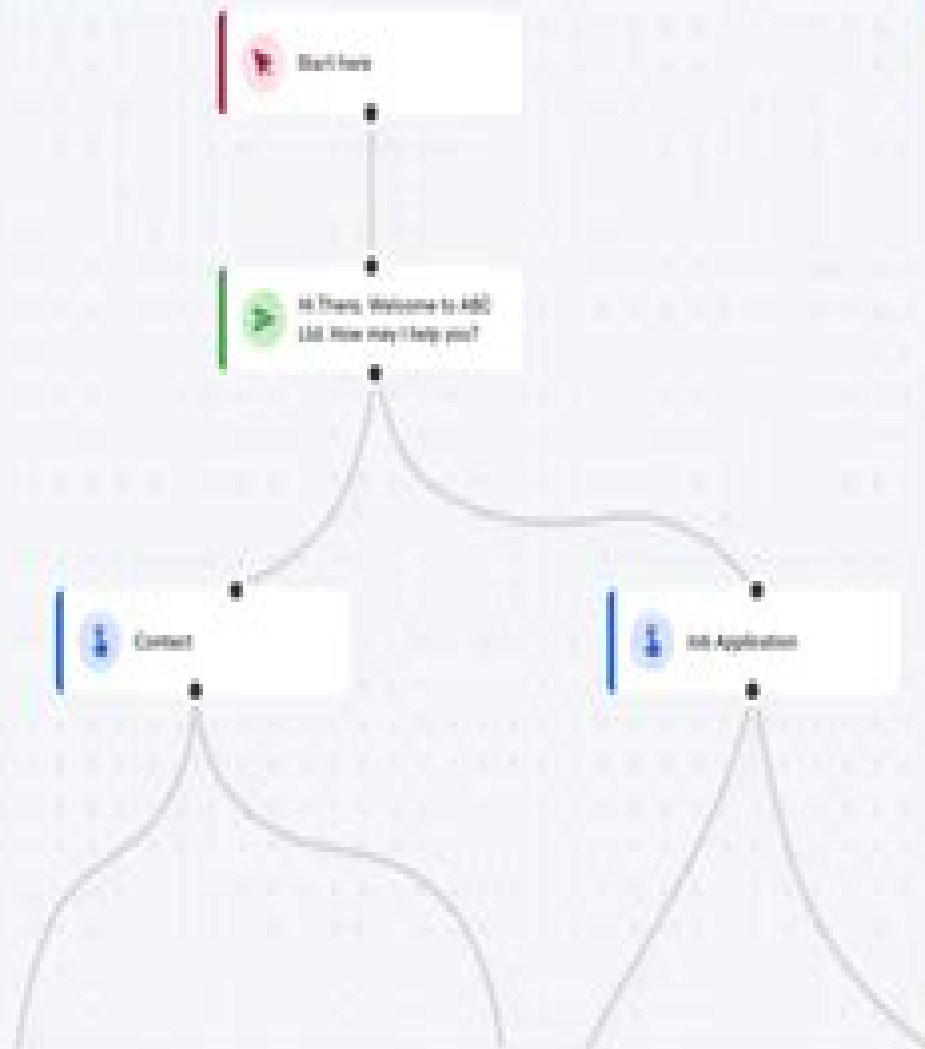 Start here
Hi There, Welcome to ABC
Ltd. How may I help you?
Contact
Job Application